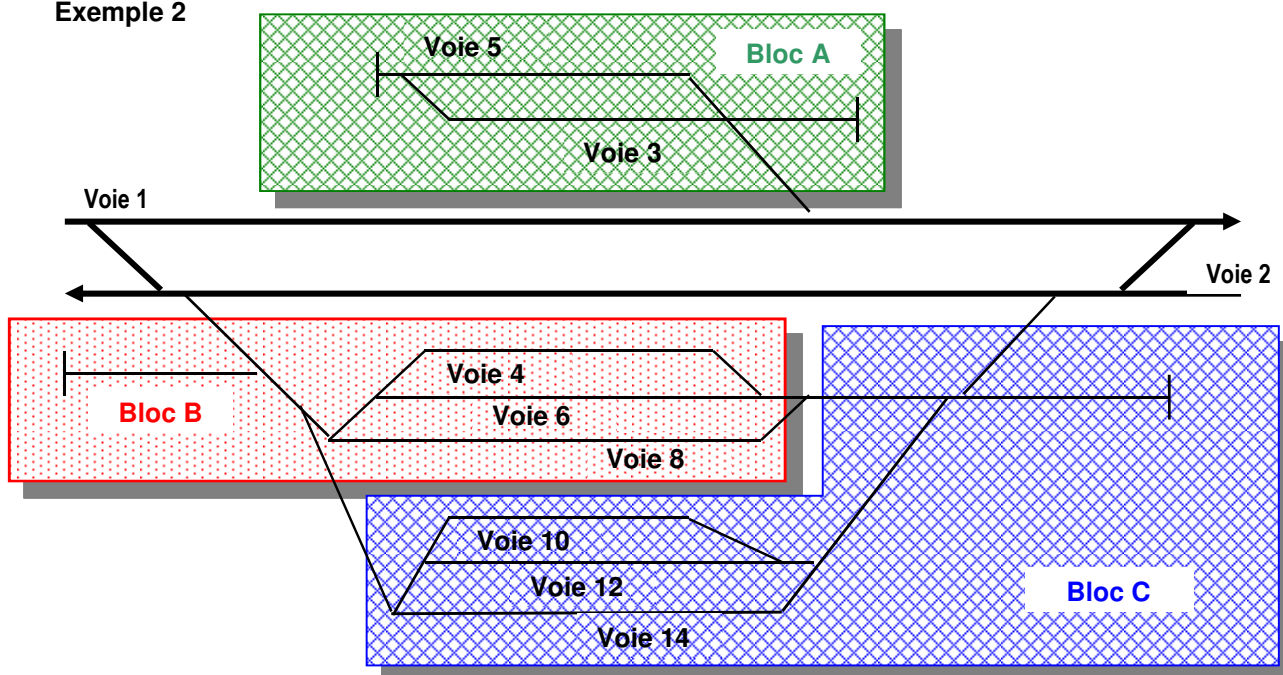 Exemple 2
Voie 5
Bloc A
Voie 3
Voie 1
Voie 2
Voie 4
Bloc B
Voie 6
Voie 8
Voie 10
Voie 12
Bloc C
Voie 14